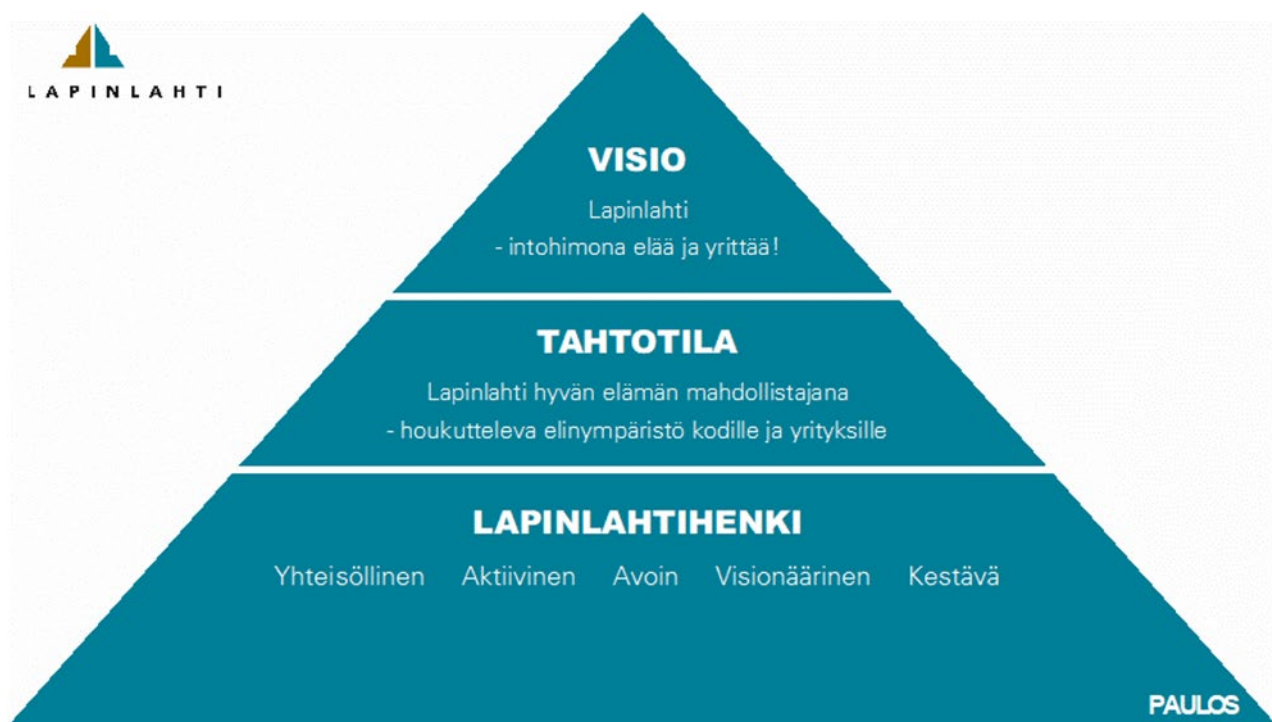 LAPINLAHTI
VISIO
Lapinlahti
- intohimona elää ja yrittää!
TAHTOTILA
Lapinlahti hyvän elämän mahdollistajana
- houkutteleva elinympäristö kodille ja yrityksille
LAPINLAHTIHENKI
Yhteisöllinen Aktiivinen Avoin Visionäärinen Kestävä
PAULOS